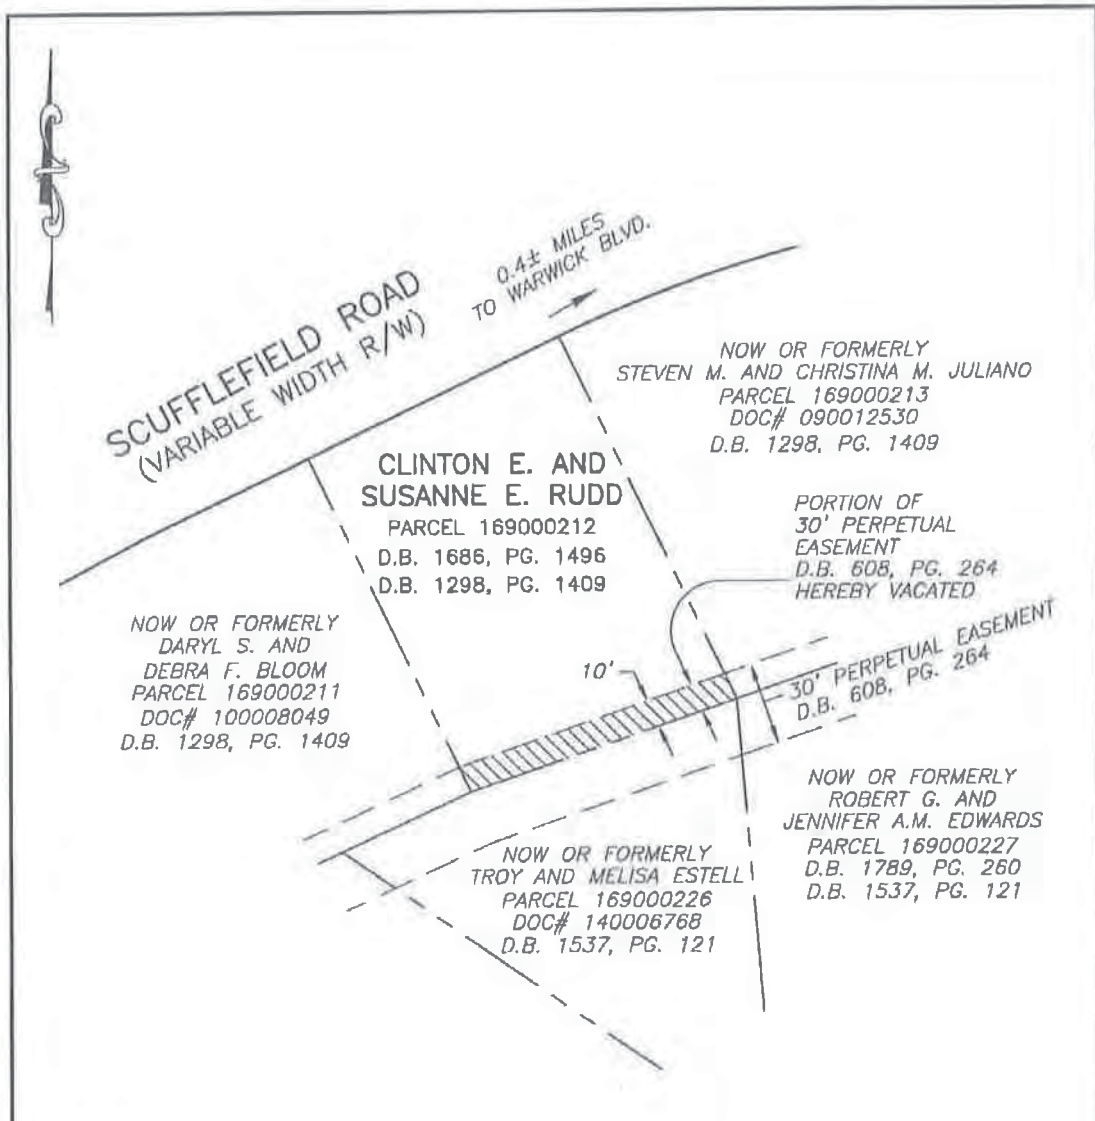 SCUFFLEFIELD ROAD
(VARIABLE WIDTH R/W)
0.4± MILES
TO WARWICK BLVD.
NOW OR FORMERLY
STEVEN M. AND CHRISTINA M. JULIANO
PARCEL 169000213
DOC# 090012530
D.B. 1298, PG. 1409
CLINTON E. AND
SUSANNE E. RUDD
PARCEL 169000212
D.B. 1686, PG. 1496
D.B. 1298, PG. 1409
PORTION OF
30' PERPETUAL
EASEMENT
D.B. 608, PG. 264
HEREBY VACATED
NOW OR FORMERLY
DARYL S. AND
DEBRA F. BLOOM
PARCEL 169000211
DOC# 100008049
D.B. 1298, PG. 1409
10'
30' PERPETUAL EASEMENT
D.B. 608, PG. 264
NOW OR FORMERLY
ROBERT G. AND
JENNIFER A.M. EDWARDS
PARCEL 169000227
D.B. 1789, PG. 260
D.B. 1537, PG. 121
NOW OR FORMERLY
TROY AND MELISA ESTELL
PARCEL 169000226
DOC# 140006768
D.B. 1537, PG. 121